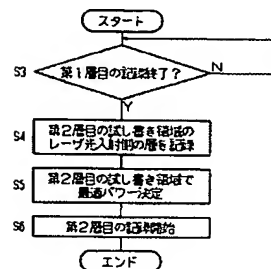 スタート
S3
第1層目の記録終了?
N
Y
S4
第2層目の試し書き領域の
レーザ光入射側の層を記録
S5
第2層目の試し書き領域で
最適パワー決定
S6
第2層目の記録開始
エンド